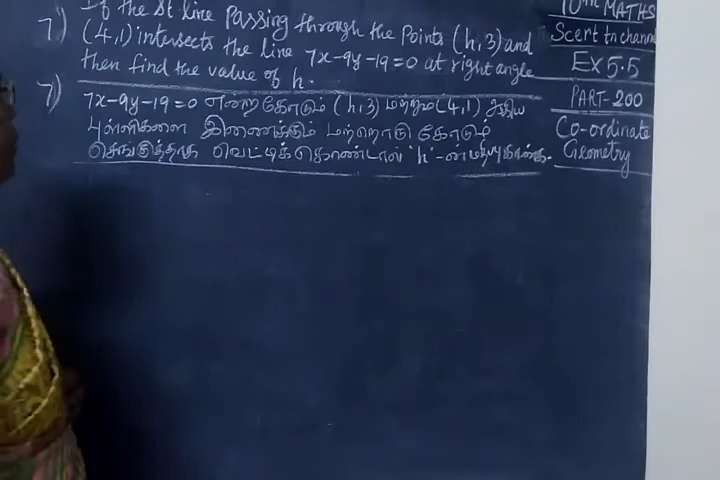 7) If the St line Passing through the Points (h,3) and
(4,1) intersects the line 7x-9y-19=0 at right angle
then find the value of h.
7) 7x-9y-19=0 என்ற கோடும் (h,3) மற்றும் (4,1) ஆகிய
புள்ளிகளை இணைக்கும் மற்றொரு கோடும்
செங்குத்தாக வெட்டிக்கொண்டால் 'h'-ன் மதிப்பு காண்க.
10th MATHS
Scent tn channel
Ex 5.5
PART-200
Co-ordinate
Geometry